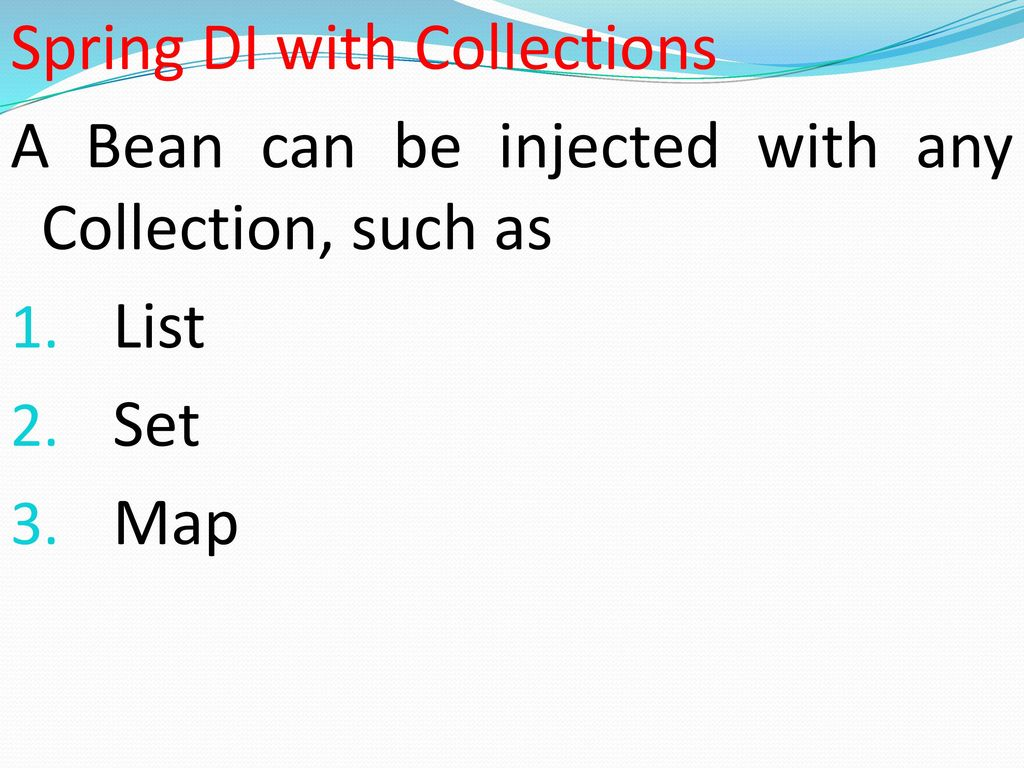 Spring DI with Collections
A Bean can be injected with any
Collection, such as
1. List
2. Set
3. Map